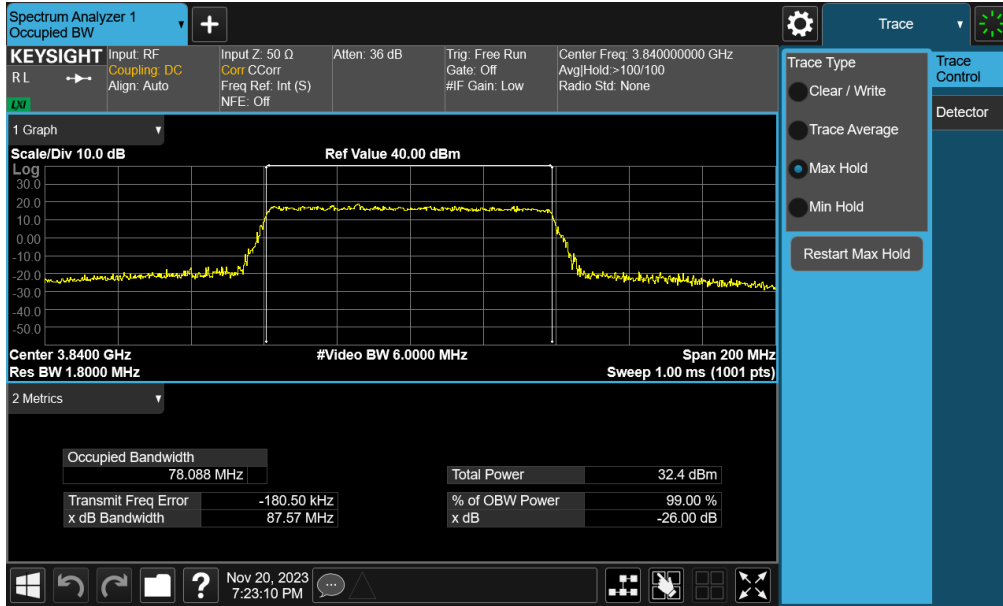 Spectrum Analyzer 1
Occupied BW
Trace
KEYSIGHT
RL
LXI
Input: RF
Coupling: DC
Align: Auto
Input Z: 50 Ω
Corr CCorr
Freq Ref: Int (S)
NFE: Off
Atten: 36 dB
Trig: Free Run
Gate: Off
#IF Gain: Low
Center Freq: 3.840000000 GHz
Avg|Hold:>100/100
Radio Std: None
1 Graph
Scale/Div 10.0 dB
Ref Value 40.00 dBm
Log
30.0
20.0
10.0
0.00
-10.0
-20.0
-30.0
-40.0
-50.0
Center 3.8400 GHz
#Video BW 6.0000 MHz
Span 200 MHz
Res BW 1.8000 MHz
Sweep 1.00 ms (1001 pts)
2 Metrics
Occupied Bandwidth
78.088 MHz
Transmit Freq Error -180.50 kHz
x dB Bandwidth 87.57 MHz
Total Power 32.4 dBm
% of OBW Power 99.00 %
x dB -26.00 dB
Nov 20, 2023
7:23:10 PM
Trace Type
Clear / Write
Trace Average
Max Hold
Min Hold
Restart Max Hold
Trace
Control
Detector